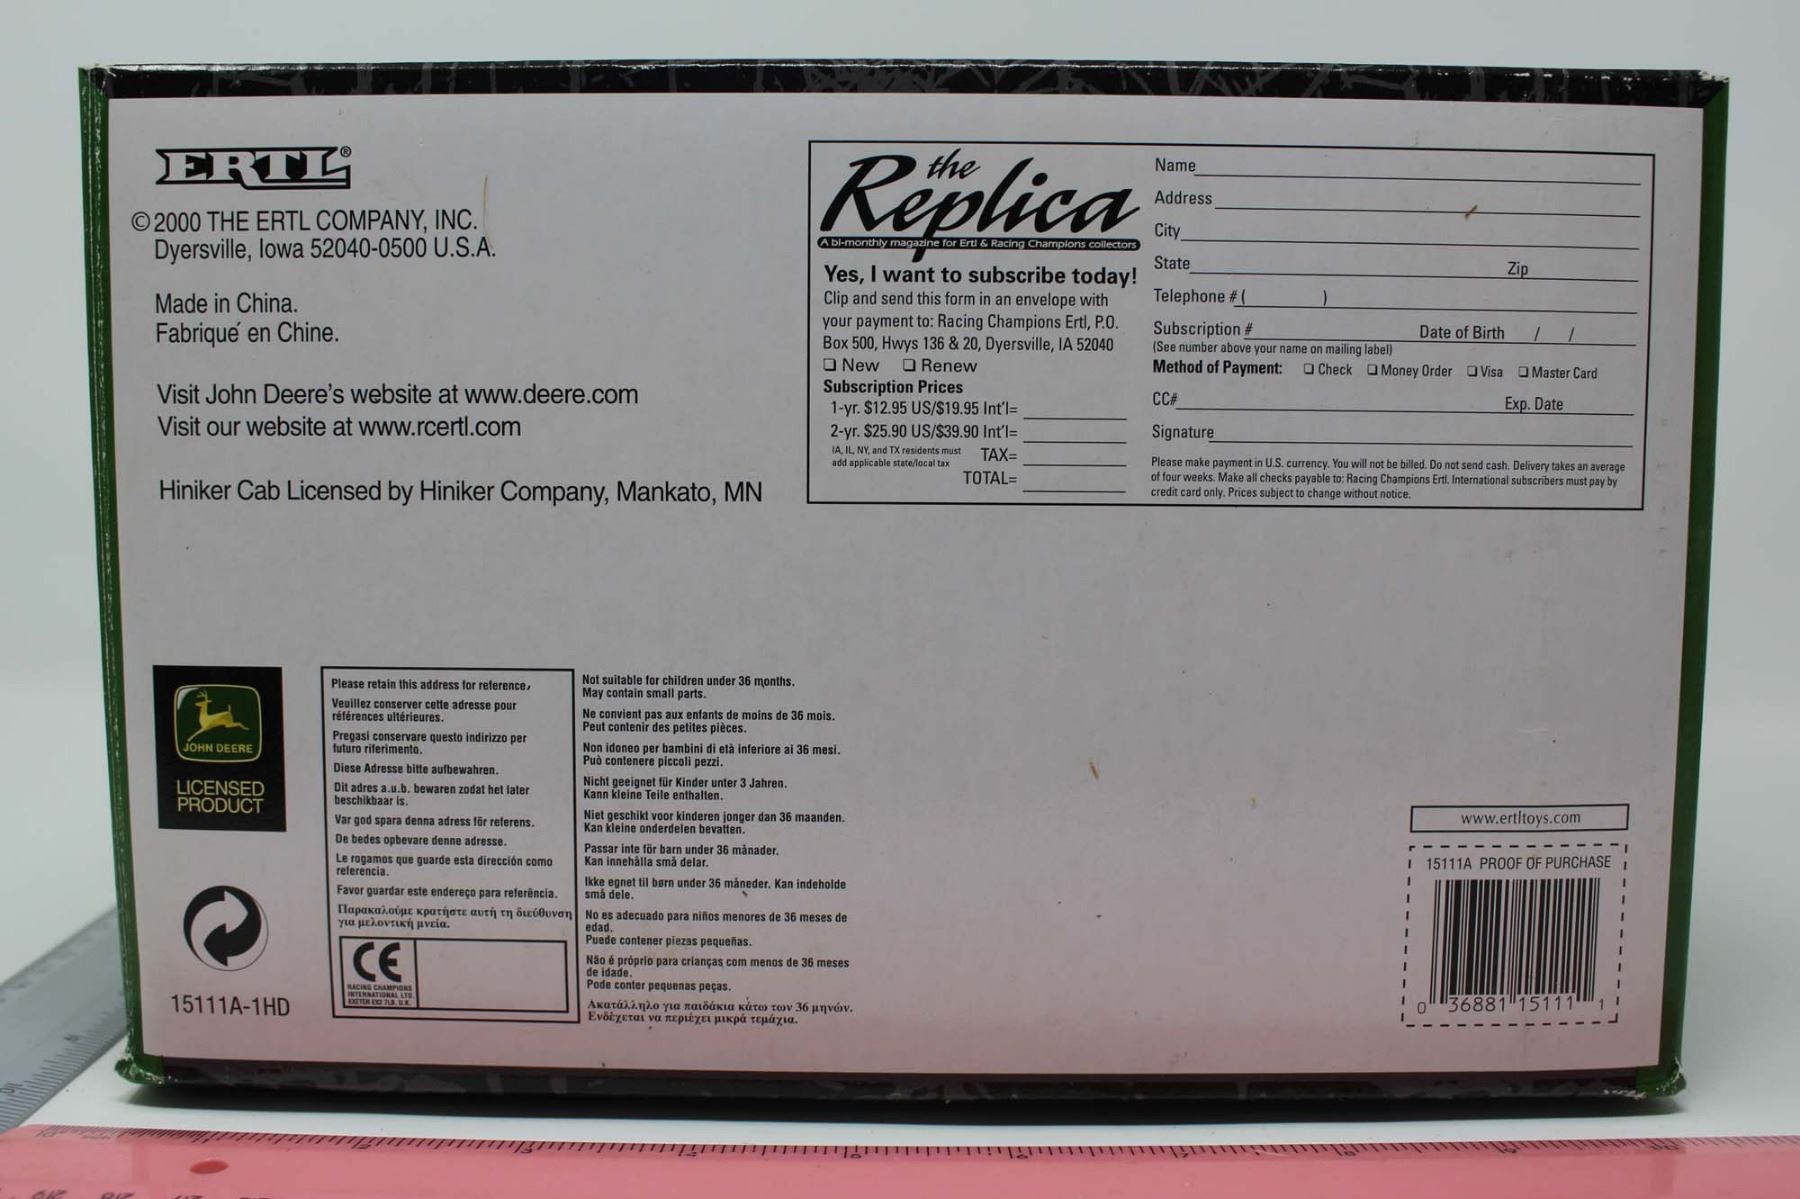 ERTL®
©2000 THE ERTL COMPANY, INC.
Dyersville, Iowa 52040-0500 U.S.A.
Made in China.
Fabrique´ en Chine.
Visit John Deere's website at www.deere.com
Visit our website at www.rcertl.com
Hiniker Cab Licensed by Hiniker Company, Mankato, MN
the
Replica
A bi-monthly magazine for Ertl & Racing Champions collectors
Yes, I want to subscribe today!
Clip and send this form in an envelope with
your payment to: Racing Champions Ertl, P.O.
Box 500, Hwys 136 & 20, Dyersville, IA 52040
❑ New ❑ Renew
Subscription Prices
1-yr. $12.95 US/$19.95 Int'l=
2-yr. $25.90 US/$39.90 Int'l=
IA, IL, NY, and TX residents must
add applicable state/local tax
TAX=
TOTAL=
Name
Address
City
State Zip
Telephone # ( )
Subscription # Date of Birth / /
(See number above your name on mailing label)
Method of Payment: ❑ Check ❑ Money Order ❑ Visa ❑ Master Card
CC# Exp. Date
Signature
Please make payment in U.S. currency. You will not be billed. Do not send cash. Delivery takes an average
of four weeks. Make all checks payable to: Racing Champions Ertl. International subscribers must pay by
credit card only. Prices subject to change without notice.
JOHN DEERE
LICENSED
PRODUCT
15111A-1HD
Please retain this address for reference,
Veuillez conserver cette adresse pour
références ultérieures.
Pregasi conservare questo indirizzo per
futuro riferimento.
Diese Adresse bitte aufbewahren.
Dit adres a.u.b. bewaren zodat het later
beschikbaar is.
Var god spara denna adress för referens.
De bedes opbevare denne adresse.
Le rogamos que guarde esta dirección como
referencia.
Favor guardar este endereço para referência.
Παρακαλούμε κρατήστε αυτή τη διεύθυνση
για μελοντική μνεία.
CE
RACING CHAMPIONS
INTERNATIONAL LTD.
EXETER EX2 7LB. U.K.
Not suitable for children under 36 months.
May contain small parts.
Ne convient pas aux enfants de moins de 36 mois.
Peut contenir des petites pièces.
Non idoneo per bambini di età inferiore ai 36 mesi.
Può contenere piccoli pezzi.
Nicht geeignet für Kinder unter 3 Jahren.
Kann kleine Teile enthalten.
Niet geschikt voor kinderen jonger dan 36 maanden.
Kan kleine onderdelen bevatten.
Passar inte för barn under 36 månader.
Kan innehålla små delar.
Ikke egnet til børn under 36 måneder. Kan indeholde
små dele.
No es adecuado para niños menores de 36 meses de
edad.
Puede contener piezas pequeñas.
Não é próprio para crianças com menos de 36 meses
de idade.
Pode conter pequenas peças.
Ακατάλληλο για παιδάκια κάτω των 36 μηνών.
Ενδέχεται να περιέχει μικρά τεμάχια.
www.ertltoys.com
15111A PROOF OF PURCHASE
0 36881 15111 1